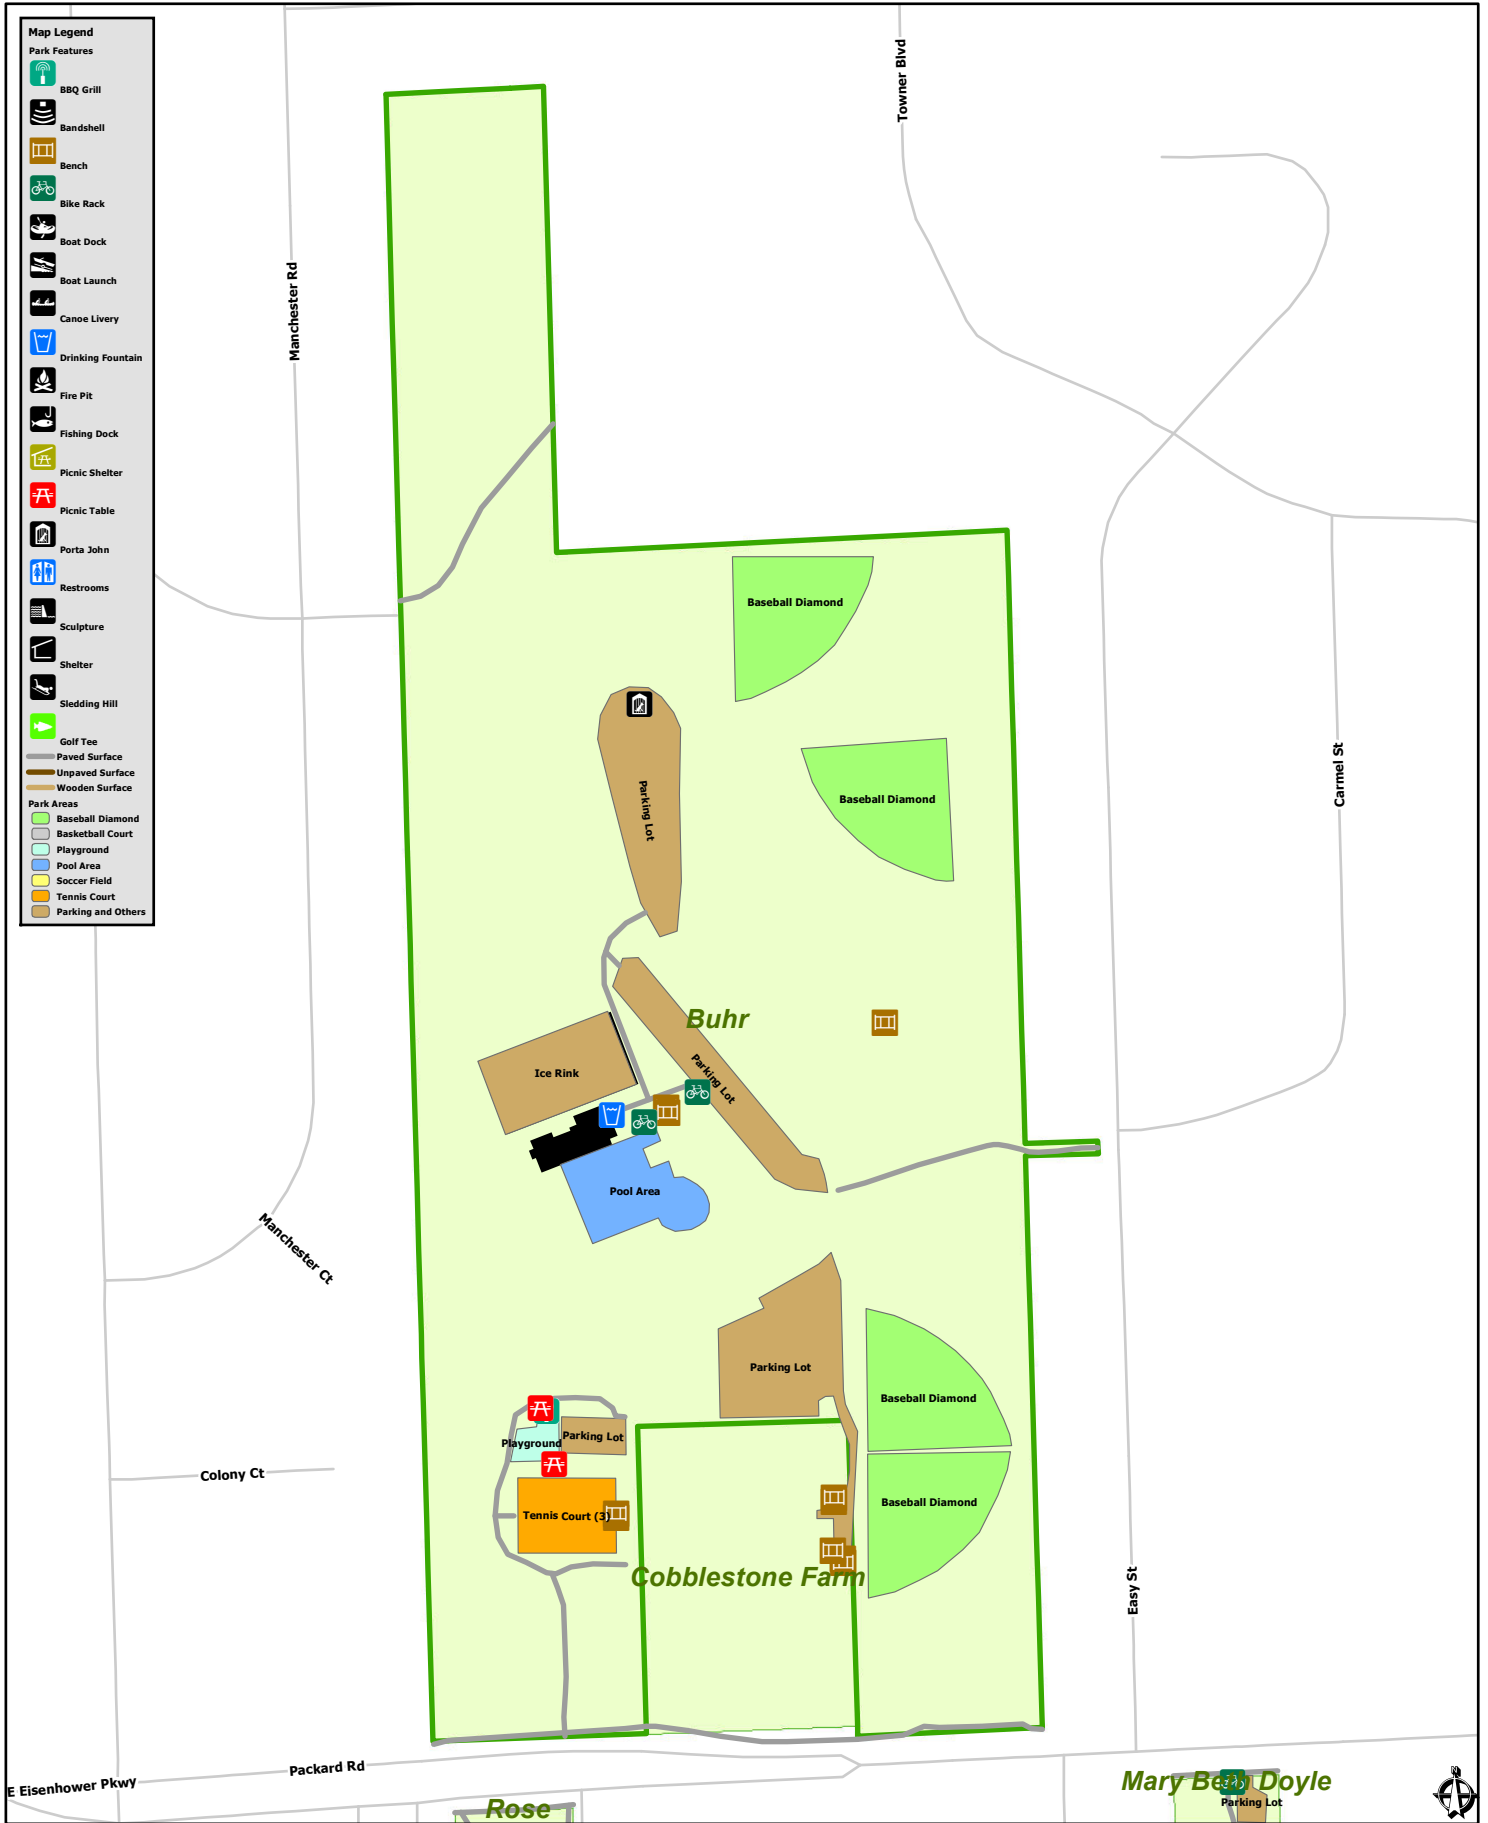 Map Legend
Park Features
BBQ Grill
Bandshell
Bench
Bike Rack
Boat Dock
Boat Launch
Canoe Livery
Drinking Fountain
Fire Pit
Fishing Dock
Picnic Shelter
Picnic Table
Porta John
Restrooms
Sculpture
Shelter
Sledding Hill
Golf Tee
Paved Surface
Unpaved Surface
Wooden Surface
Park Areas
Baseball Diamond
Basketball Court
Playground
Pool Area
Soccer Field
Tennis Court
Parking and Others
Towner Blvd
Manchester Rd
Baseball Diamond
Baseball Diamond
Parking Lot
Carmel St
Buhr
Ice Rink
Parking Lot
Pool Area
Manchester Ct
Parking Lot
Baseball Diamond
Playground
Parking Lot
Colony Ct
Tennis Court (3)
Baseball Diamond
Cobblestone Farm
Easy St
Packard Rd
E Eisenhower Pkwy
Rose
Mary Beth Doyle
Parking Lot
N